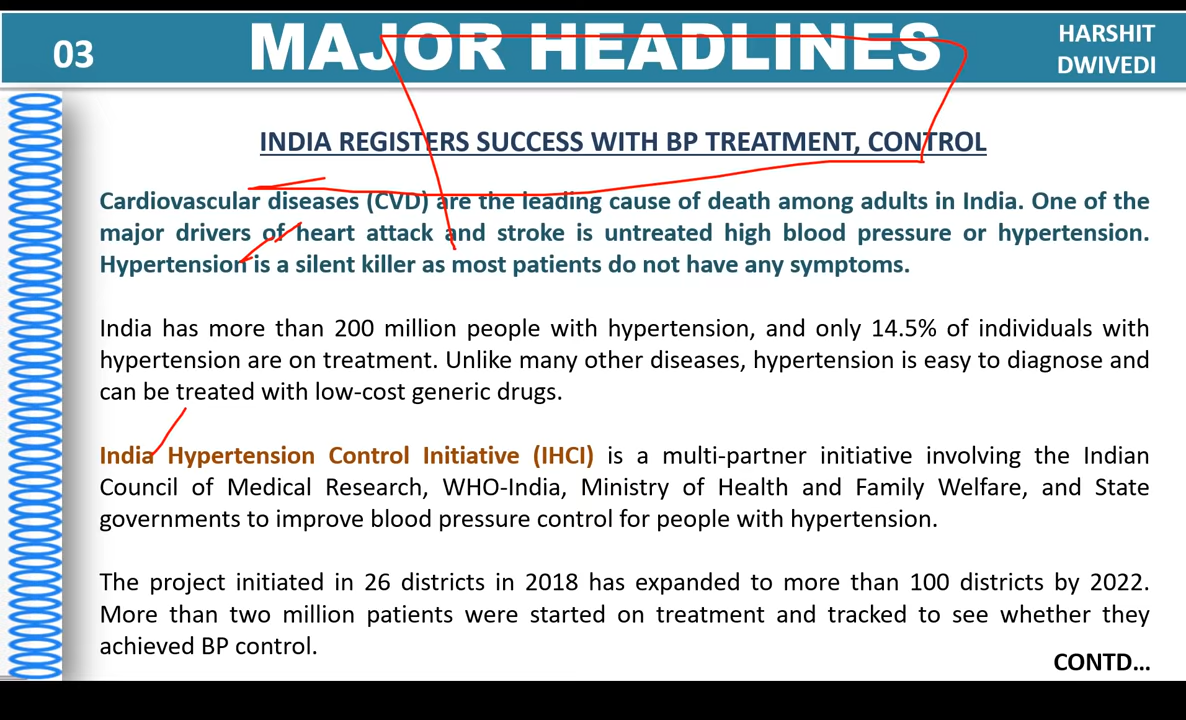 03
MAJOR HEADLINES
HARSHIT
DWIVEDI
INDIA REGISTERS SUCCESS WITH BP TREATMENT, CONTROL
Cardiovascular diseases (CVD) are the leading cause of death among adults in India. One of the
major drivers of heart attack and stroke is untreated high blood pressure or hypertension.
Hypertension is a silent killer as most patients do not have any symptoms.
India has more than 200 million people with hypertension, and only 14.5% of individuals with
hypertension are on treatment. Unlike many other diseases, hypertension is easy to diagnose and
can be treated with low-cost generic drugs.
India Hypertension Control Initiative (IHCI) is a multi-partner initiative involving the Indian
Council of Medical Research, WHO-India, Ministry of Health and Family Welfare, and State
governments to improve blood pressure control for people with hypertension.
The project initiated in 26 districts in 2018 has expanded to more than 100 districts by 2022.
More than two million patients were started on treatment and tracked to see whether they
achieved BP control.
CONTD...